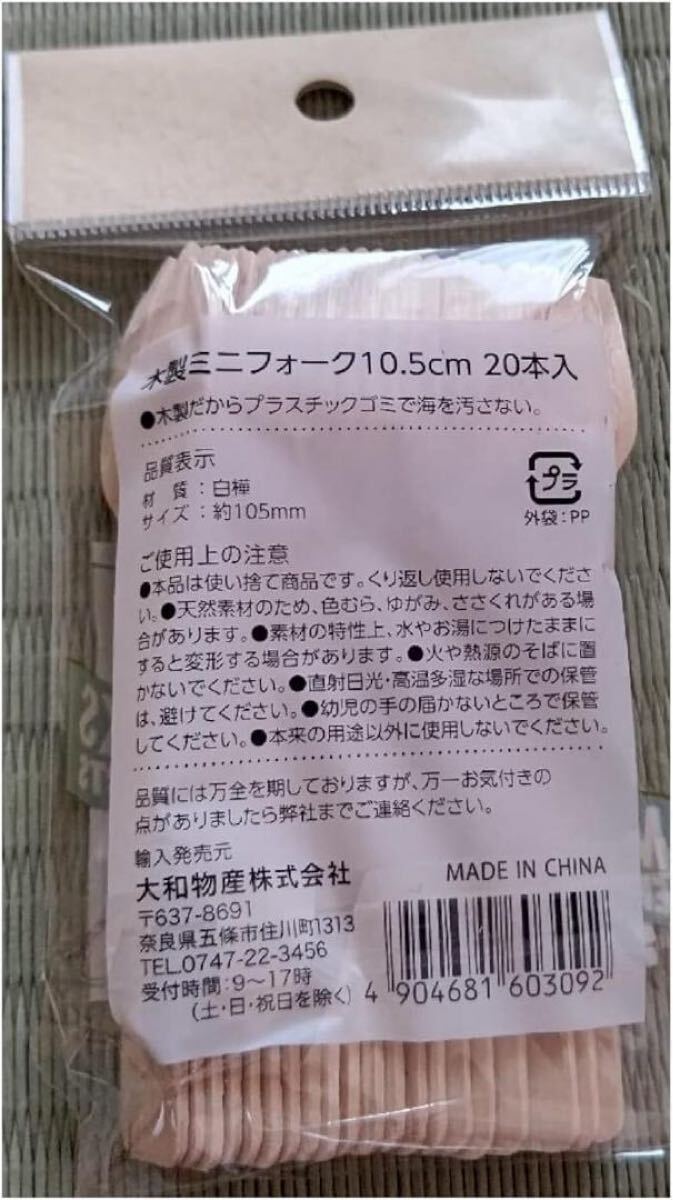 木製ミニフォーク10.5cm 20本入
●木製だからプラスチックゴミで海を汚さない。
品質表示
材 質：白樺
サイズ：約105mm
プラ
外袋：PP
ご使用上の注意
●本品は使い捨て商品です。くり返し使用しないでくださ
い。●天然素材のため、色むら、ゆがみ、ささくれがある場
合があります。●素材の特性上、水やお湯につけたままに
すると変形する場合があります。●火や熱源のそばに置
かないでください。●直射日光・高温多湿な場所での保管
は、避けてください。●幼児の手の届かないところで保管
してください。●本来の用途以外に使用しないでください。
品質には万全を期しておりますが、万一お気付きの
点がありましたら弊社までご連絡ください。
輸入発売元
大和物産株式会社
MADE IN CHINA
〒637-8691
奈良県五條市住川町1313
TEL.0747-22-3456
受付時間：9～17時
(土・日・祝日を除く)
4 904681 603092